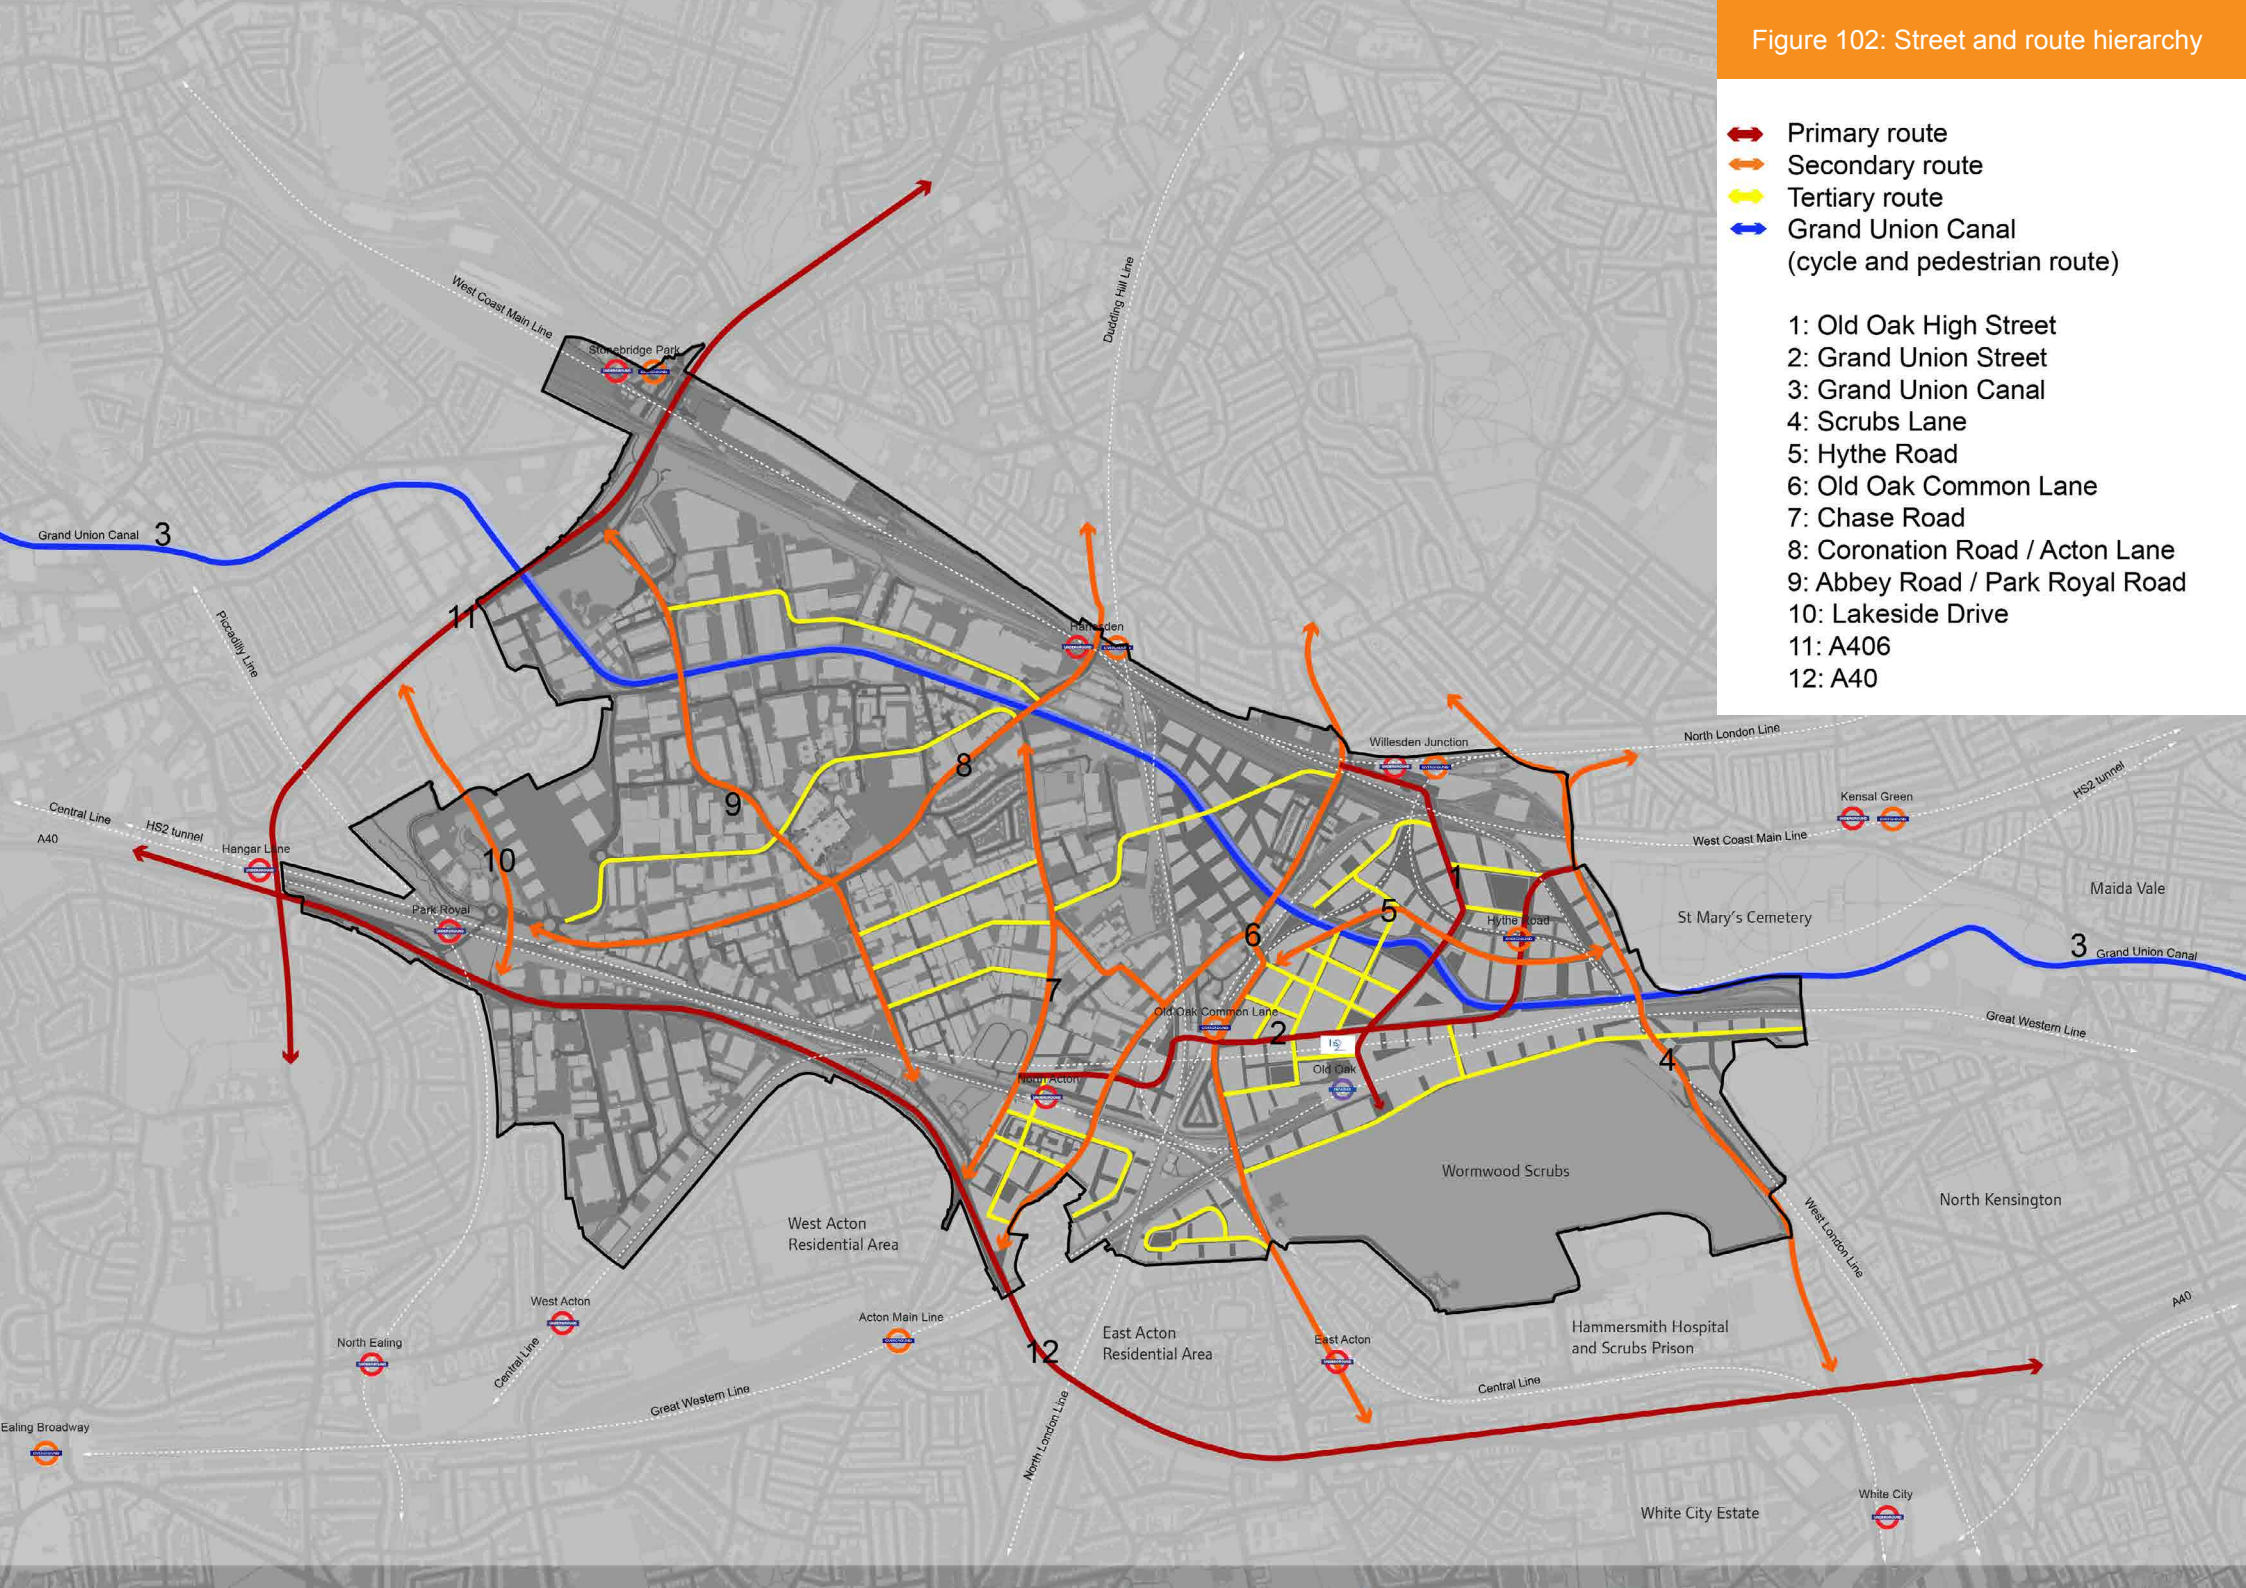 Figure 102: Street and route hierarchy
Primary route
Secondary route
Tertiary route
Grand Union Canal
(cycle and pedestrian route)
1: Old Oak High Street
2: Grand Union Street
3: Grand Union Canal
4: Scrubs Lane
5: Hythe Road
6: Old Oak Common Lane
7: Chase Road
8: Coronation Road / Acton Lane
9: Abbey Road / Park Royal Road
10: Lakeside Drive
11: A406
12: A40
West Coast Main Line
Dudding Hill Line
Stonebridge Park
Grand Union Canal
3
11
Piccadilly Line
Harlesden
Willesden Junction
North London Line
HS2 tunnel
Kensal Green
West Coast Main Line
Central Line
HS2 tunnel
A40
Hangar Lane
8
9
10
1
5
Hythe Road
6
Park Royal
Maida Vale
St Mary's Cemetery
3
Grand Union Canal
7
Old Oak Common Lane
2
Great Western Line
4
Old Oak
North Acton
Wormwood Scrubs
North Kensington
West London Line
West Acton
Residential Area
West Acton
North Ealing
Central Line
Acton Main Line
12
East Acton
Residential Area
East Acton
Hammersmith Hospital
and Scrubs Prison
A40
Central Line
Great Western Line
North London Line
Ealing Broadway
White City
White City Estate